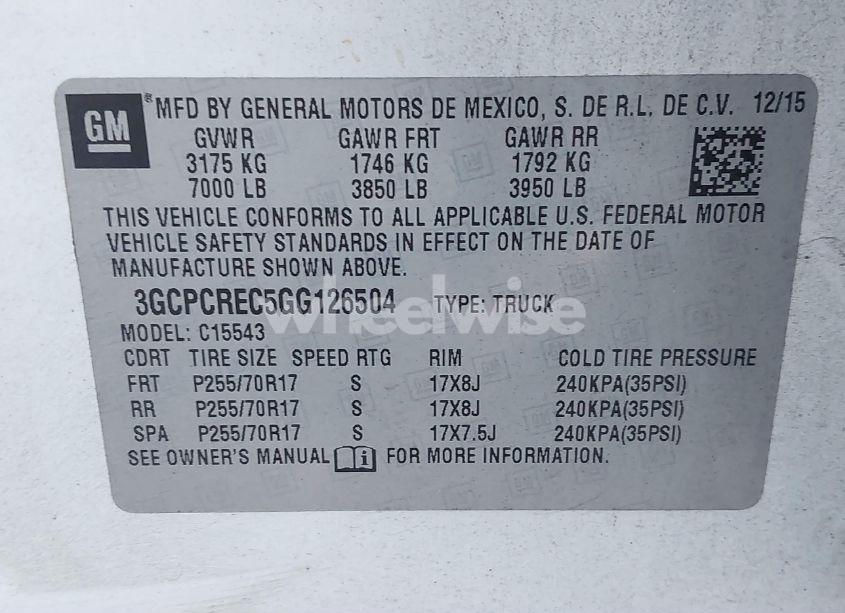 GM
® MFD BY GENERAL MOTORS DE MEXICO, S. DE R.L. DE C.V. 12/15
GVWR GAWR FRT GAWR RR
3175 KG 1746 KG 1792 KG
7000 LB 3850 LB 3950 LB
THIS VEHICLE CONFORMS TO ALL APPLICABLE U.S. FEDERAL MOTOR
VEHICLE SAFETY STANDARDS IN EFFECT ON THE DATE OF
MANUFACTURE SHOWN ABOVE.
3GCPCREC5GG126504 TYPE: TRUCK
wheelwise
MODEL: C15543
CDRT TIRE SIZE SPEED RTG RIM COLD TIRE PRESSURE
FRT P255/70R17 S 17X8J 240KPA(35PSI)
RR P255/70R17 S 17X8J 240KPA(35PSI)
SPA P255/70R17 S 17X7.5J 240KPA(35PSI)
SEE OWNER'S MANUAL i FOR MORE INFORMATION.